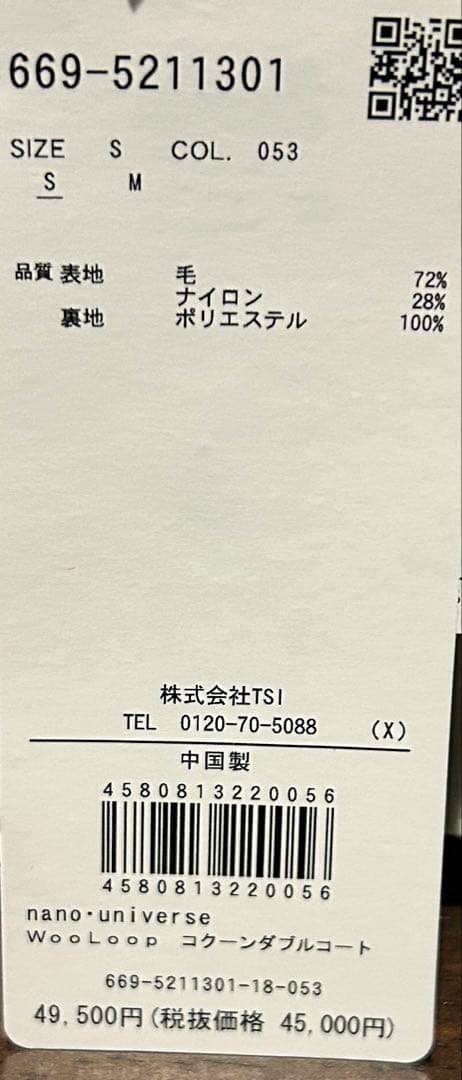 669-5211301
SIZE S COL. 053
S M
品質 表地 毛 72%
ナイロン 28%
裏地 ポリエステル 100%
株式会社TSI
TEL 0120-70-5088 (X)
中国製
4580813220056
4580813220056
nano・universe
WooLoop コクーンダブルコート
669-5211301-18-053
49,500円(税抜価格 45,000円)